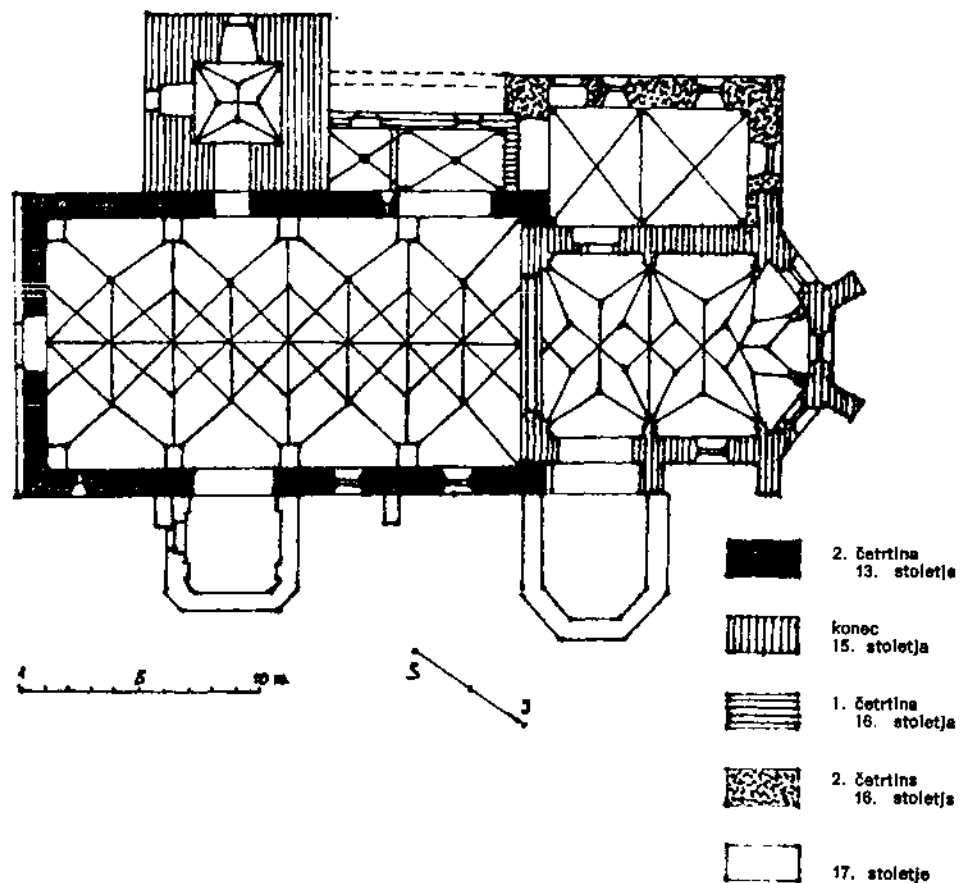 2. četrtina
13. stoletja
konec
15. stoletja
1. četrtina
16. stoletja
2. četrtina
16. stoletja
17. stoletje
1 5 10 m.
S
J